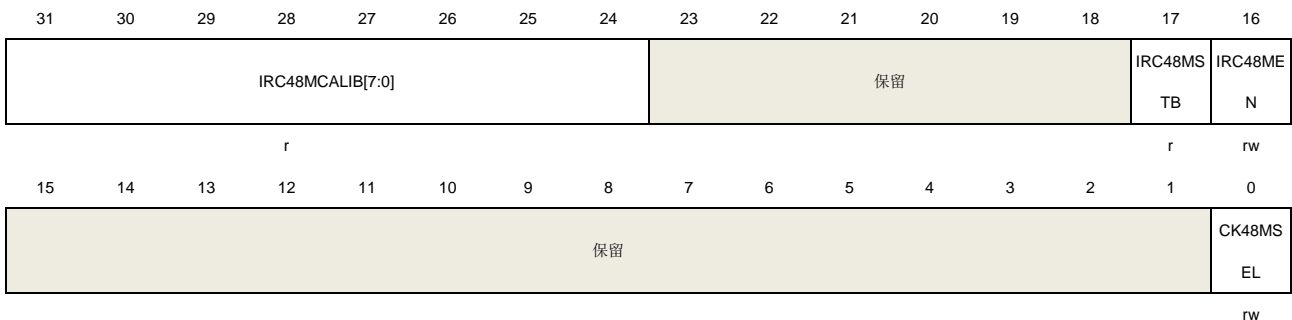 31 30 29 28 27 26 25 24 23 22 21 20 19 18 17 16
IRC48MCALIB[7:0] 保留 IRC48MS IRC48ME
TB N
r r rw
15 14 13 12 11 10 9 8 7 6 5 4 3 2 1 0
保留 CK48MS
EL
rw